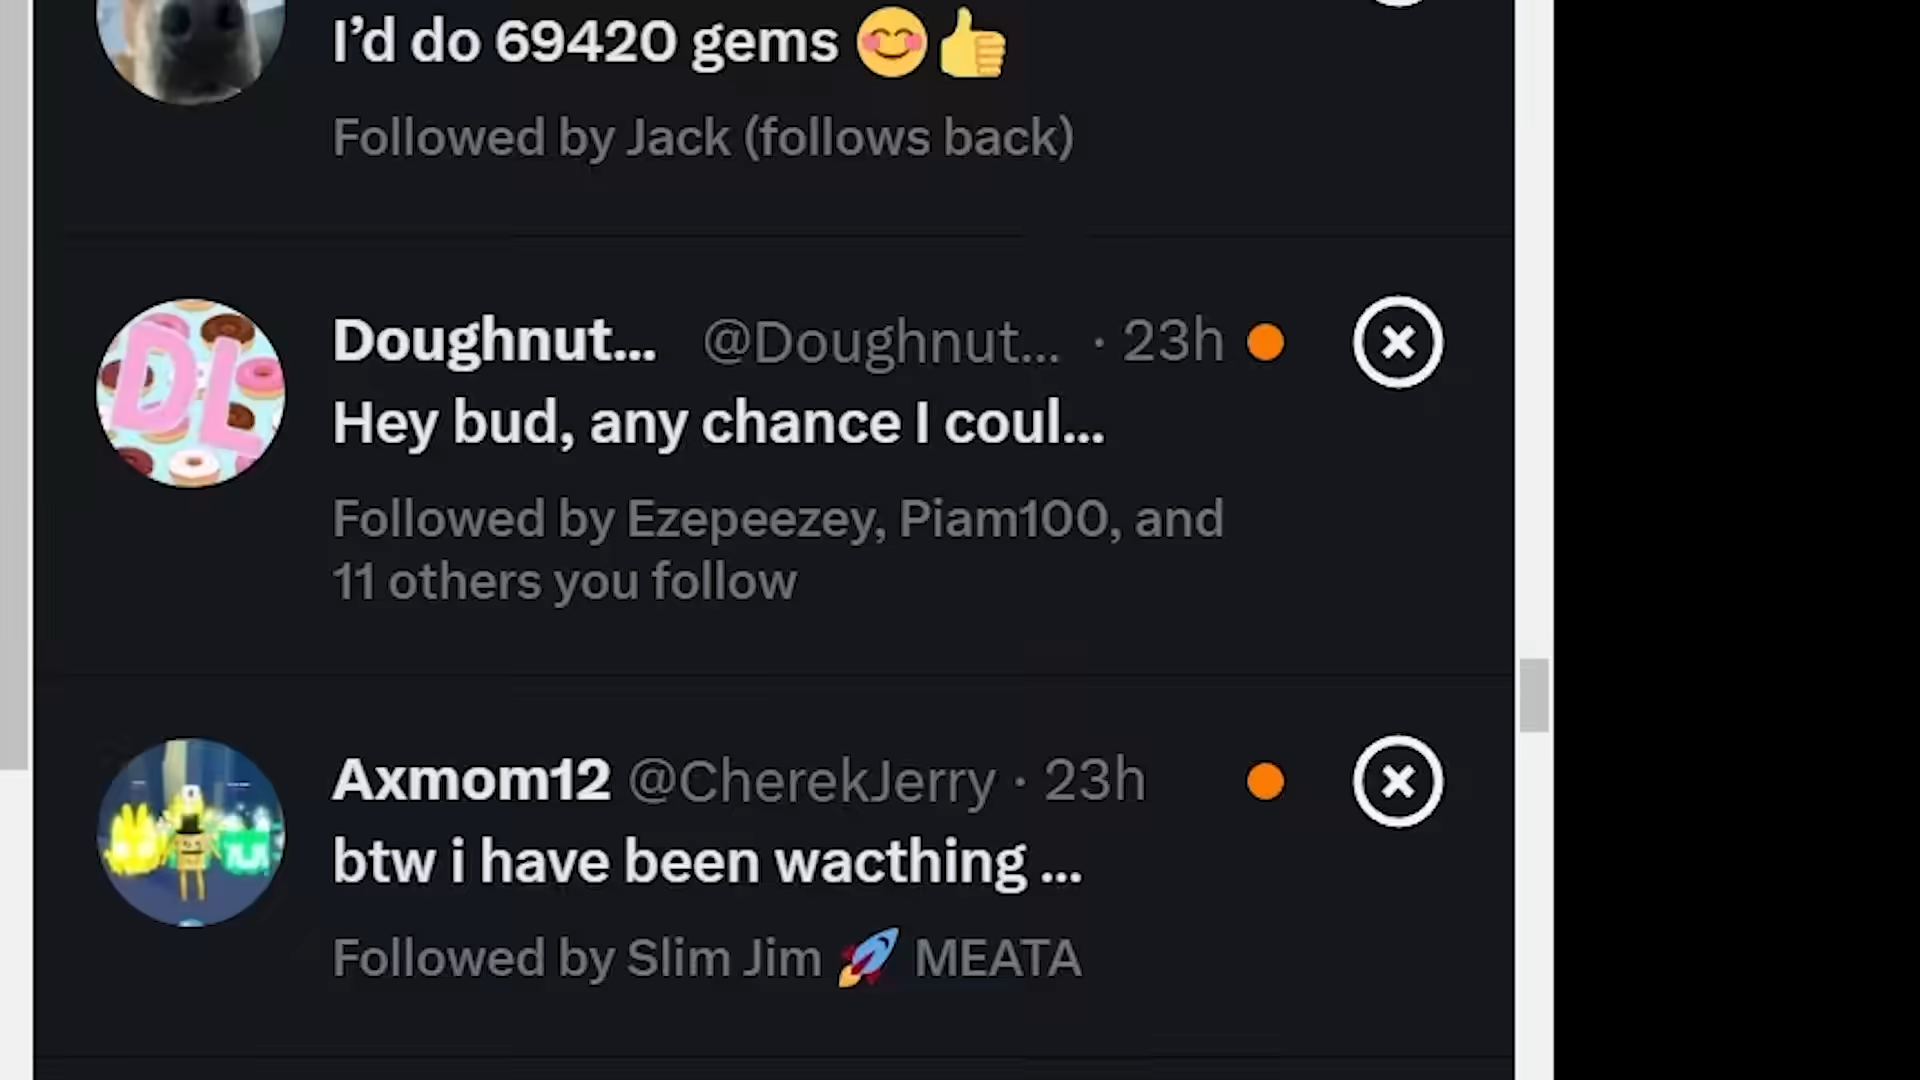 I’d do 69420 gems 😊👍
Followed by Jack (follows back)
DL
Doughnut... @Doughnut... · 23h
Hey bud, any chance I coul...
Followed by Ezepeezey, Piam100, and
11 others you follow
Axmom12 @CherekJerry · 23h
btw i have been wacthing ...
Followed by Slim Jim 🚀 MEATA